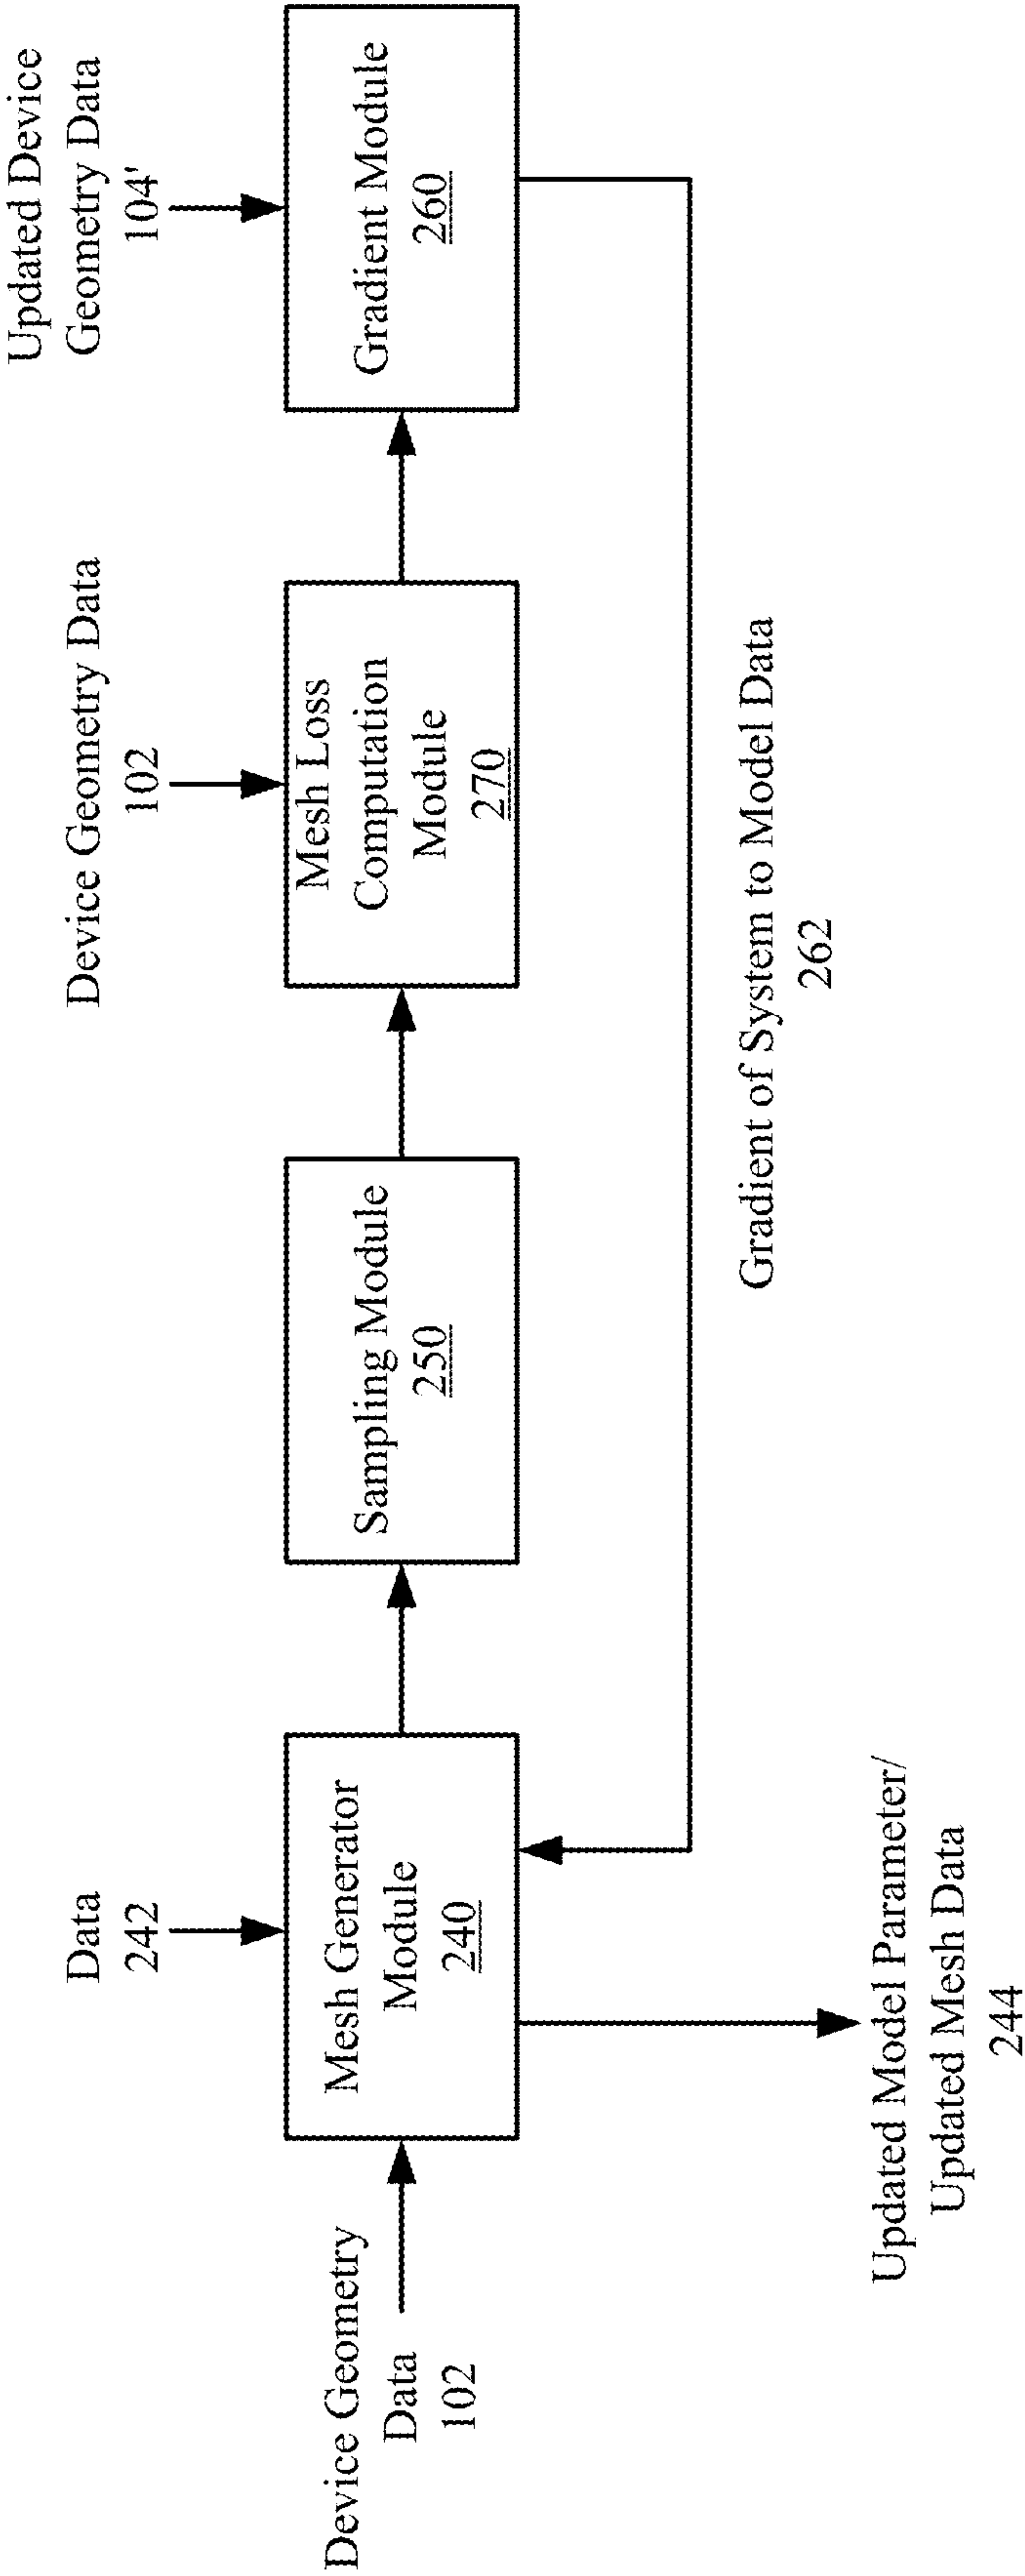 Device Geometry
Data
102
Data
242
Mesh Generator
Module
240
Updated Model Parameter/
Updated Mesh Data
244
Sampling Module
250
Device Geometry Data
102
Mesh Loss
Computation
Module
270
Updated Device
Geometry Data
104'
Gradient Module
260
Gradient of System to Model Data
262